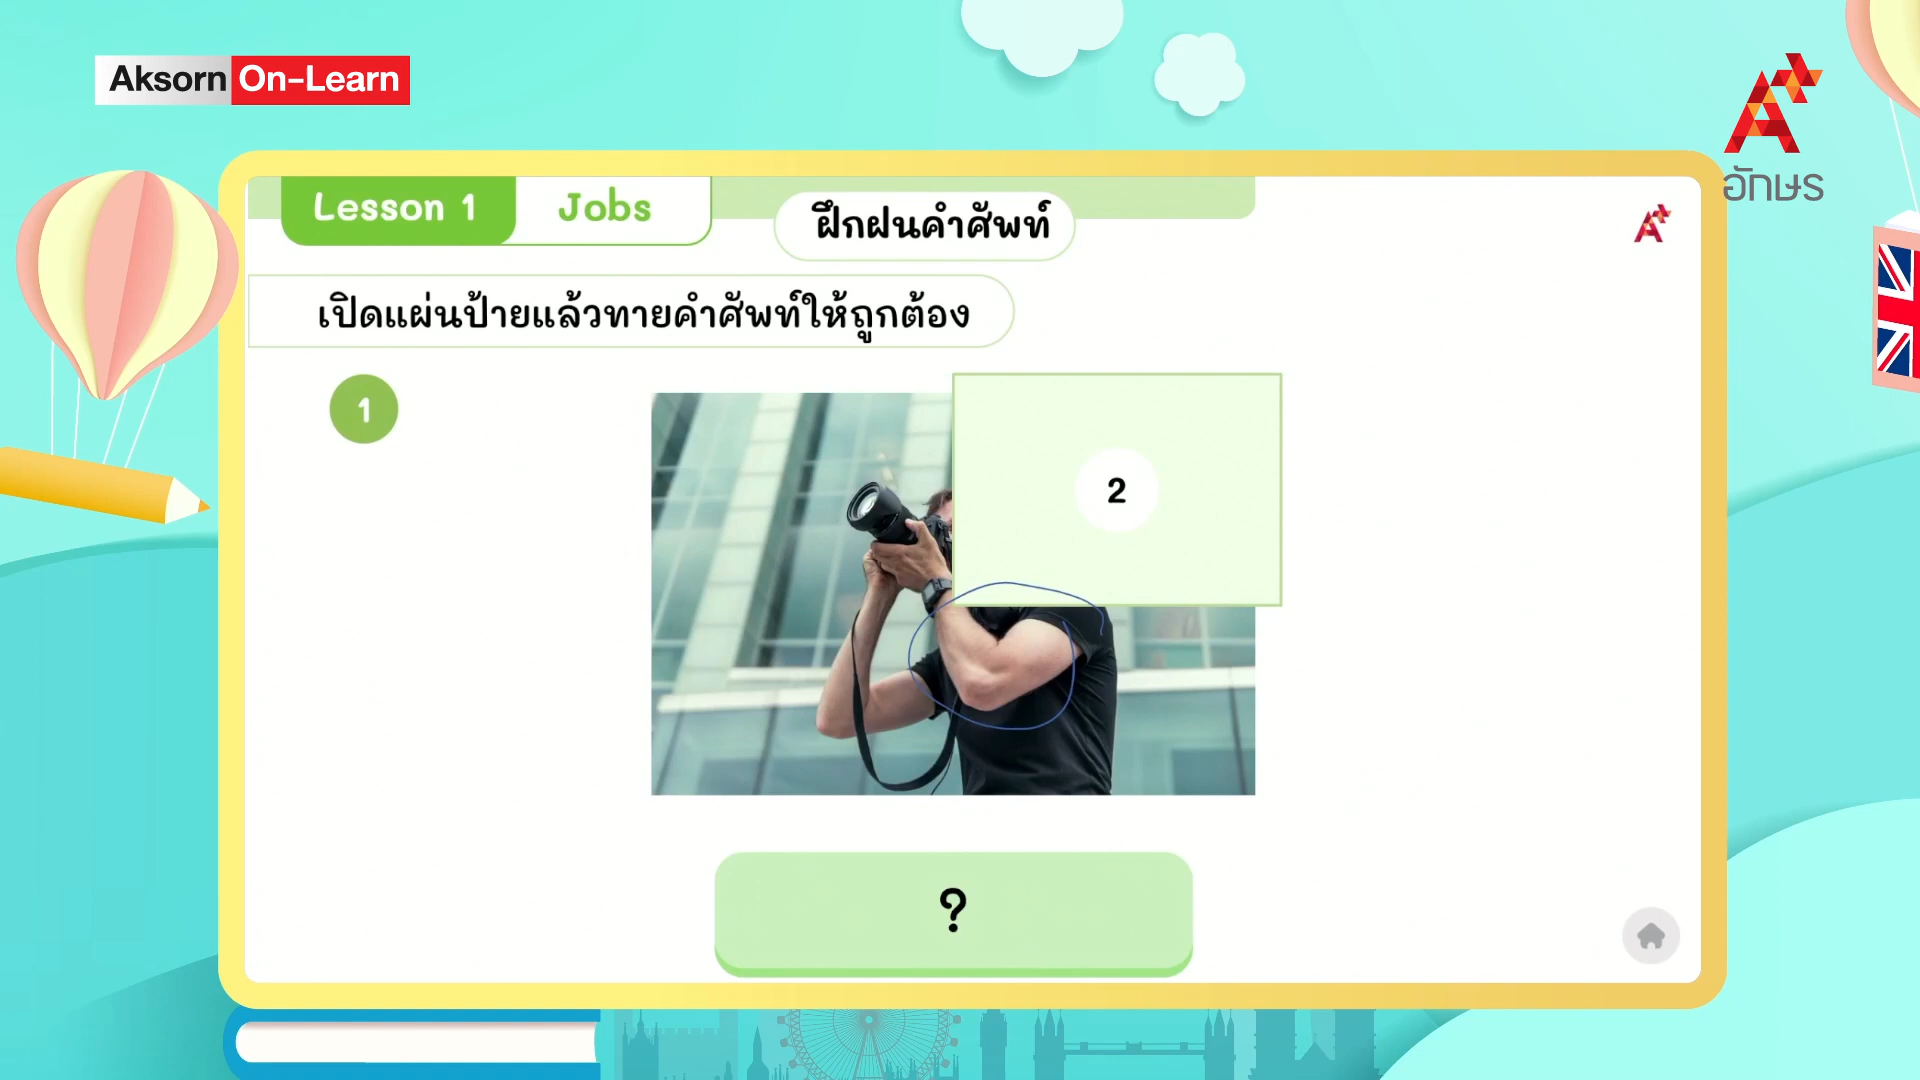 Aksorn On-Learn
อักษร
Lesson 1 Jobs
ฝึกฝนคำศัพท์
เปิดแผ่นป้ายแล้วทายคำศัพท์ให้ถูกต้อง
1
2
?